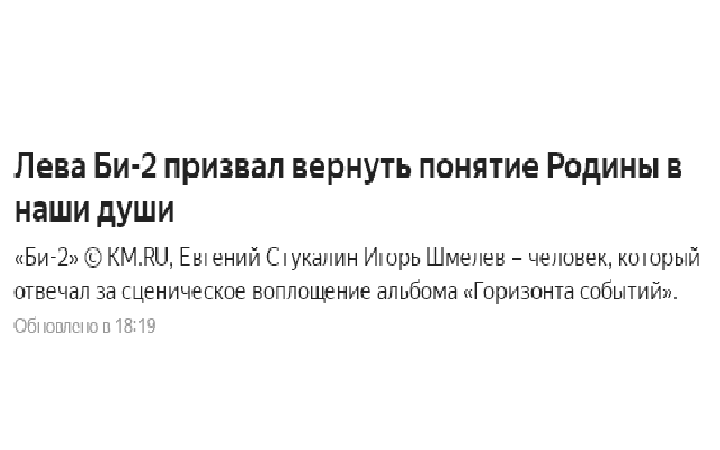 Лева Би-2 призвал вернуть понятие Родины в
наши души
«Би-2» © KM.RU, Евгений Стукалин Игорь Шмелев – человек, который
отвечал за сценическое воплощение альбома «Горизонта событий».
Обновлено в 18:19